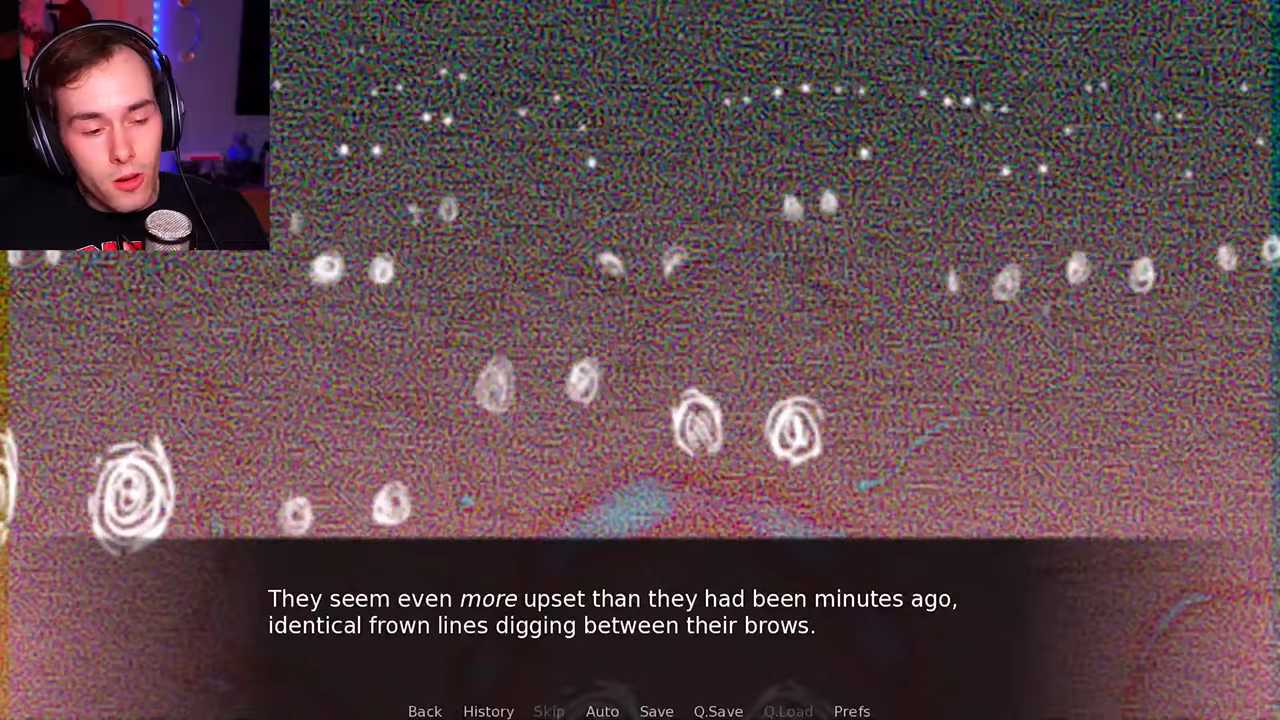 They seem even more upset than they had been minutes ago,
identical frown lines digging between their brows.
Back History Skip Auto Save Q.Save Q.Load Prefs